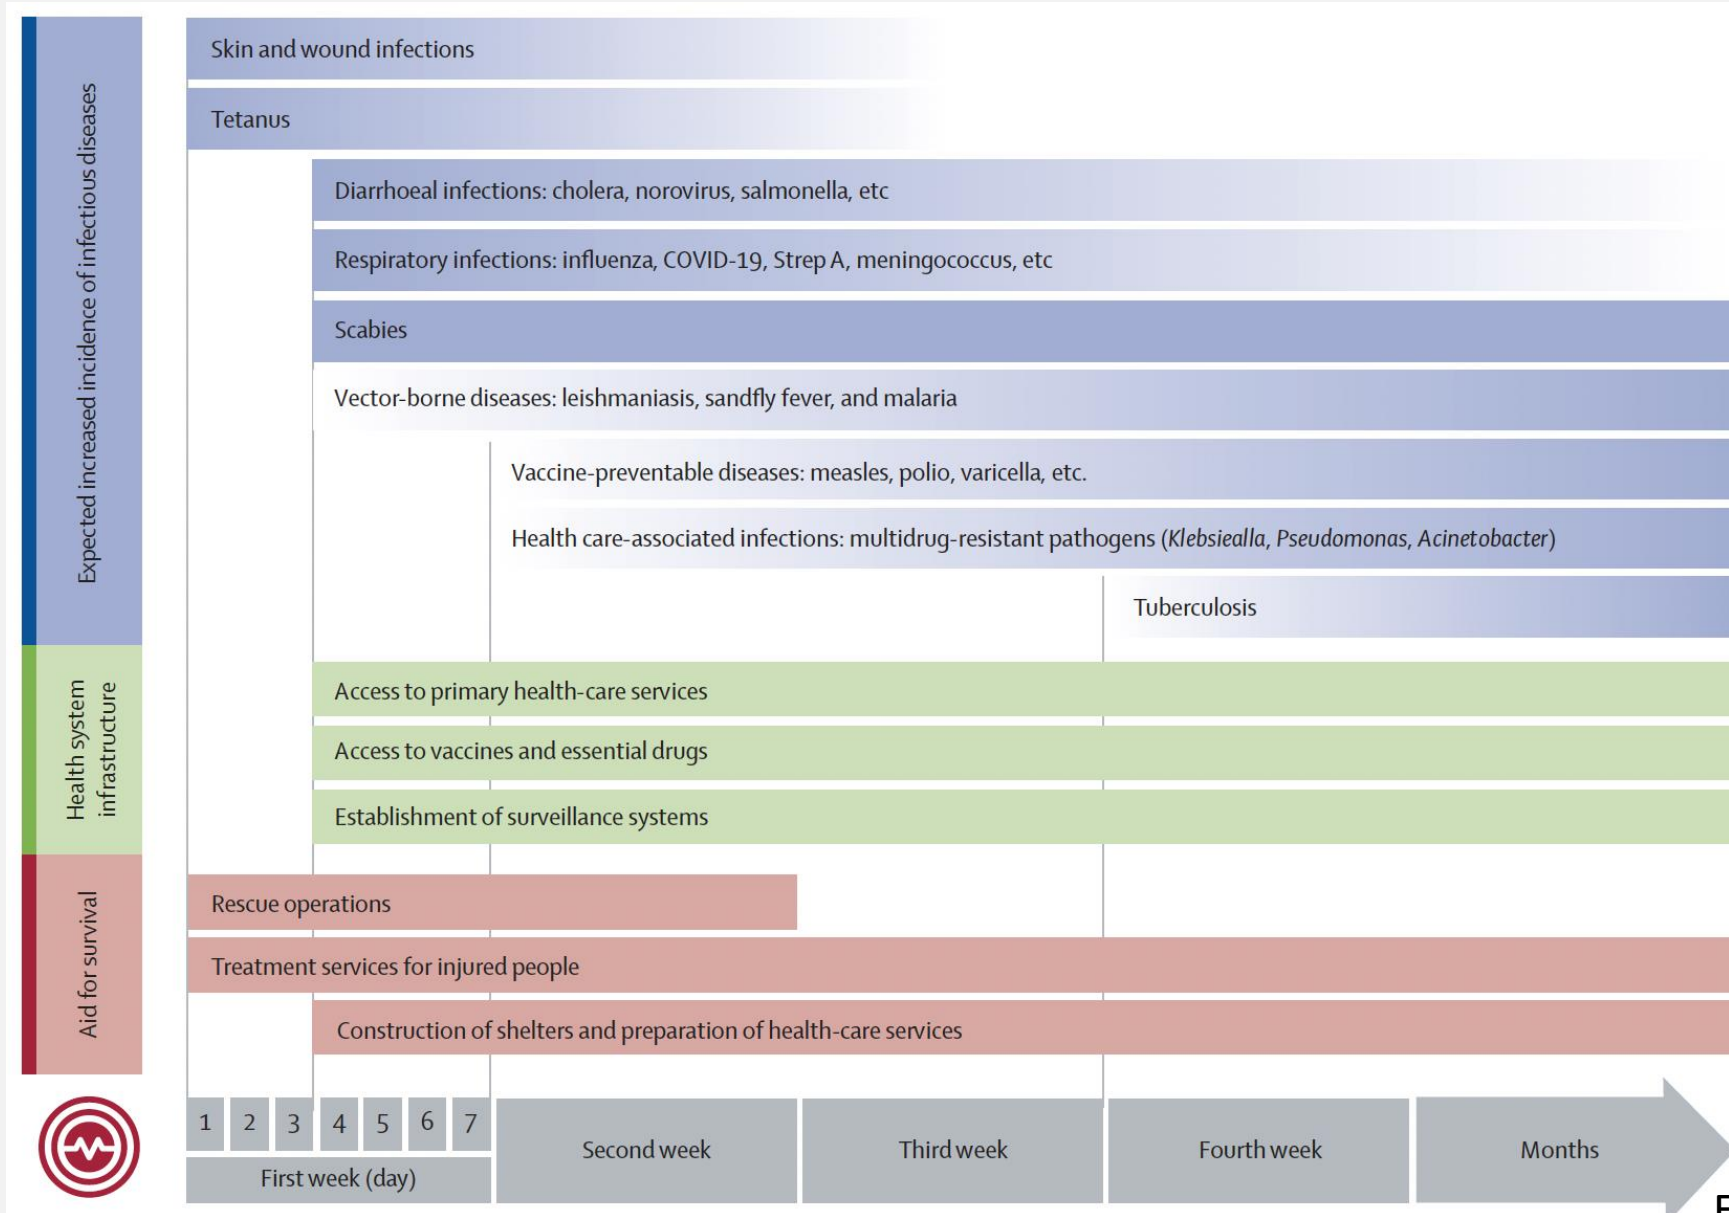 Expected increased incidence of infectious diseases
Skin and wound infections
Tetanus
Diarrhoeal infections: cholera, norovirus, salmonella, etc
Respiratory infections: influenza, COVID-19, Strep A, meningococcus, etc
Scabies
Vector-borne diseases: leishmaniasis, sandfly fever, and malaria
Vaccine-preventable diseases: measles, polio, varicella, etc.
Health care-associated infections: multidrug-resistant pathogens (Klebsiealla, Pseudomonas, Acinetobacter)
Tuberculosis
Health system
infrastructure
Access to primary health-care services
Access to vaccines and essential drugs
Establishment of surveillance systems
Aid for survival
Rescue operations
Treatment services for injured people
Construction of shelters and preparation of health-care services
1 2 3 4 5 6 7
First week (day)
Second week
Third week
Fourth week
Months